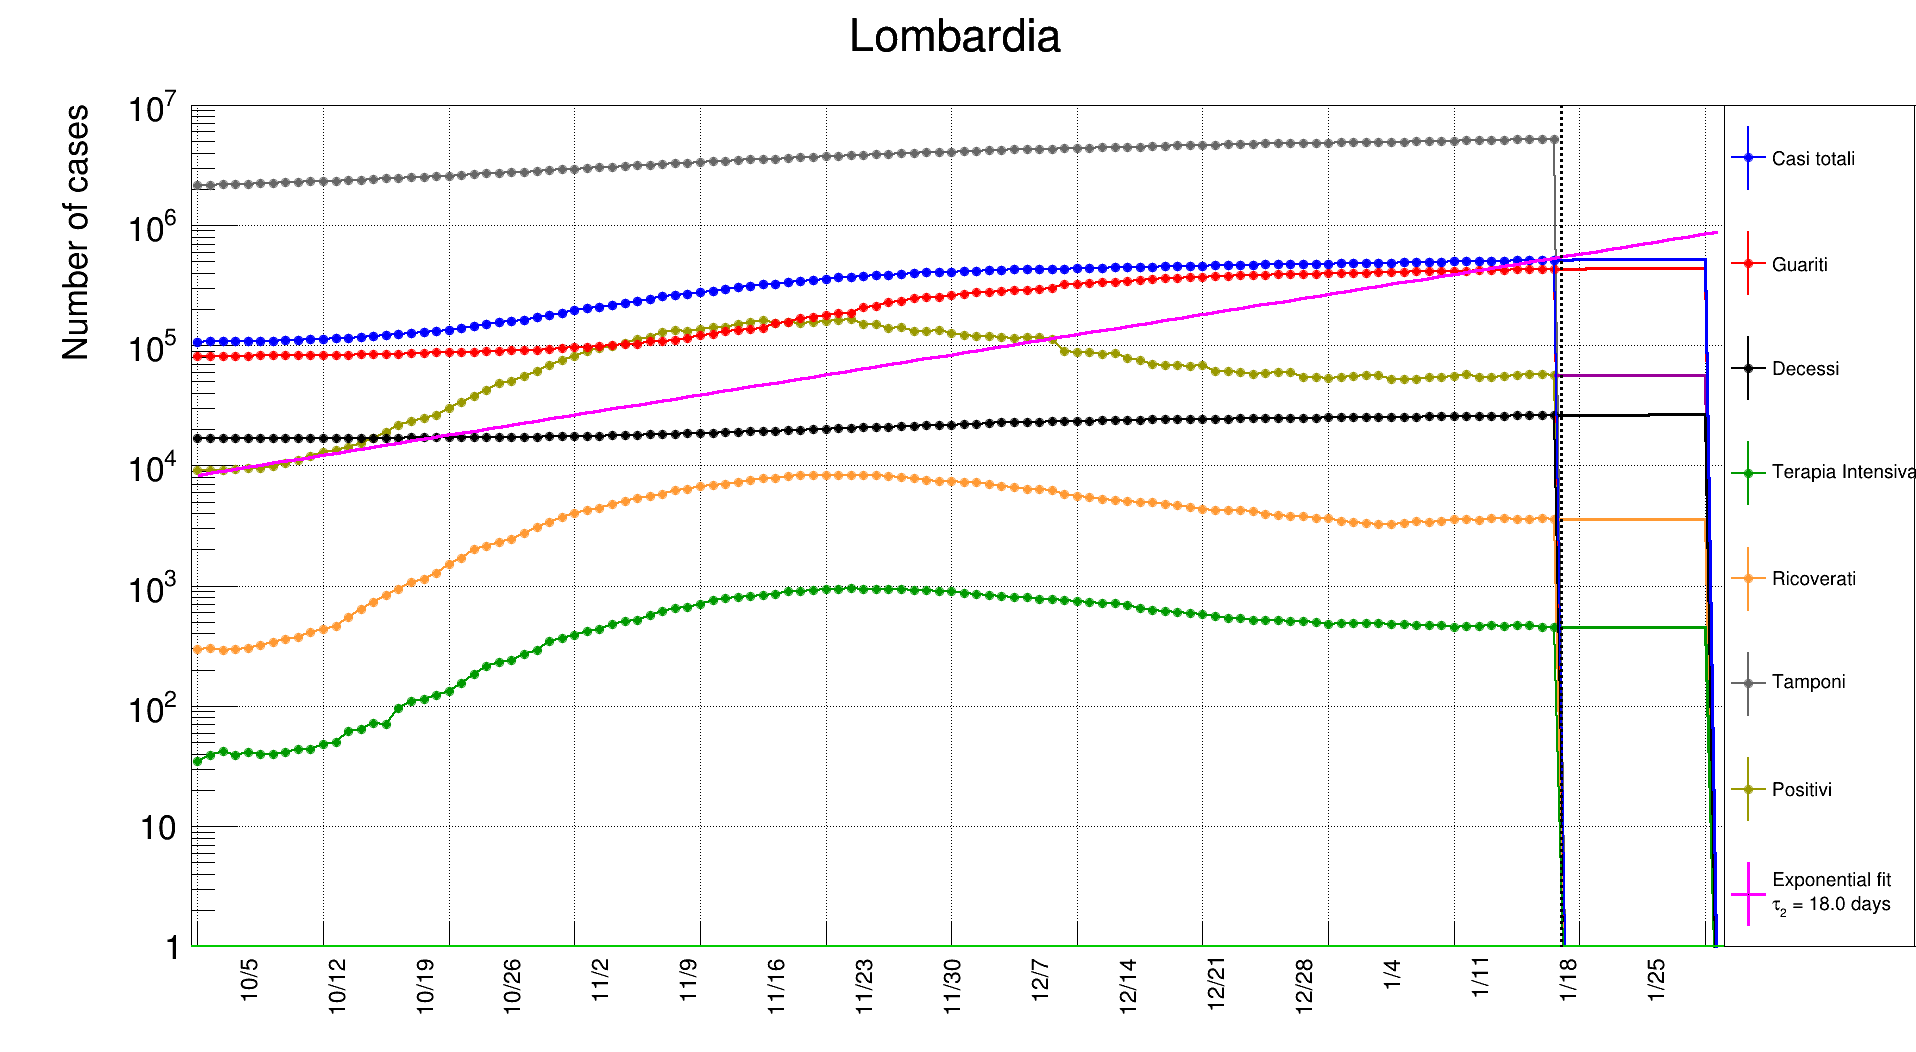 Lombardia
Number of cases
10^7
10^6
10^5
10^4
10^3
10^2
10
1
10/5
10/12
10/19
10/26
11/2
11/9
11/16
11/23
11/30
12/7
12/14
12/21
12/28
1/4
1/11
1/18
1/25
Casi totali
Guariti
Decessi
Terapia Intensiva
Ricoverati
Tamponi
Positivi
Exponential fit
τ_2 = 18.0 days